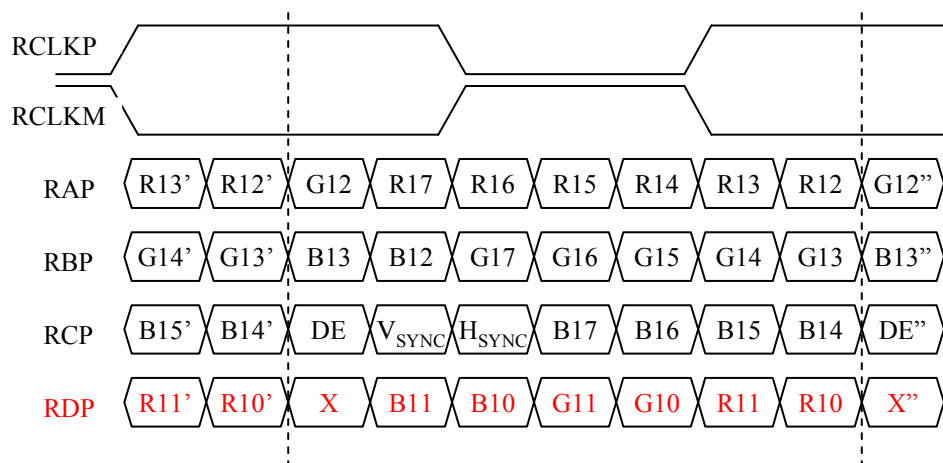 RCLKP
RCLKM
RAP R13’ R12’ G12 R17 R16 R15 R14 R13 R12 G12”
RBP G14’ G13’ B13 B12 G17 G16 G15 G14 G13 B13”
RCP B15’ B14’ DE VSYNC HSYNC B17 B16 B15 B14 DE”
RDP R11’ R10’ X B11 B10 G11 G10 R11 R10 X”